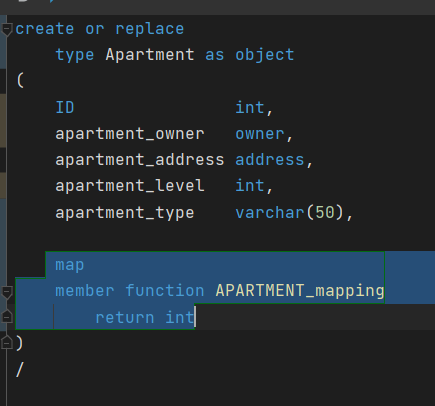 create or replace
    type Apartment as object
(
    ID                int,
    apartment_owner   owner,
    apartment_address address,
    apartment_level   int,
    apartment_type    varchar(50),
    map
    member function APARTMENT_mapping
        return int
)
/